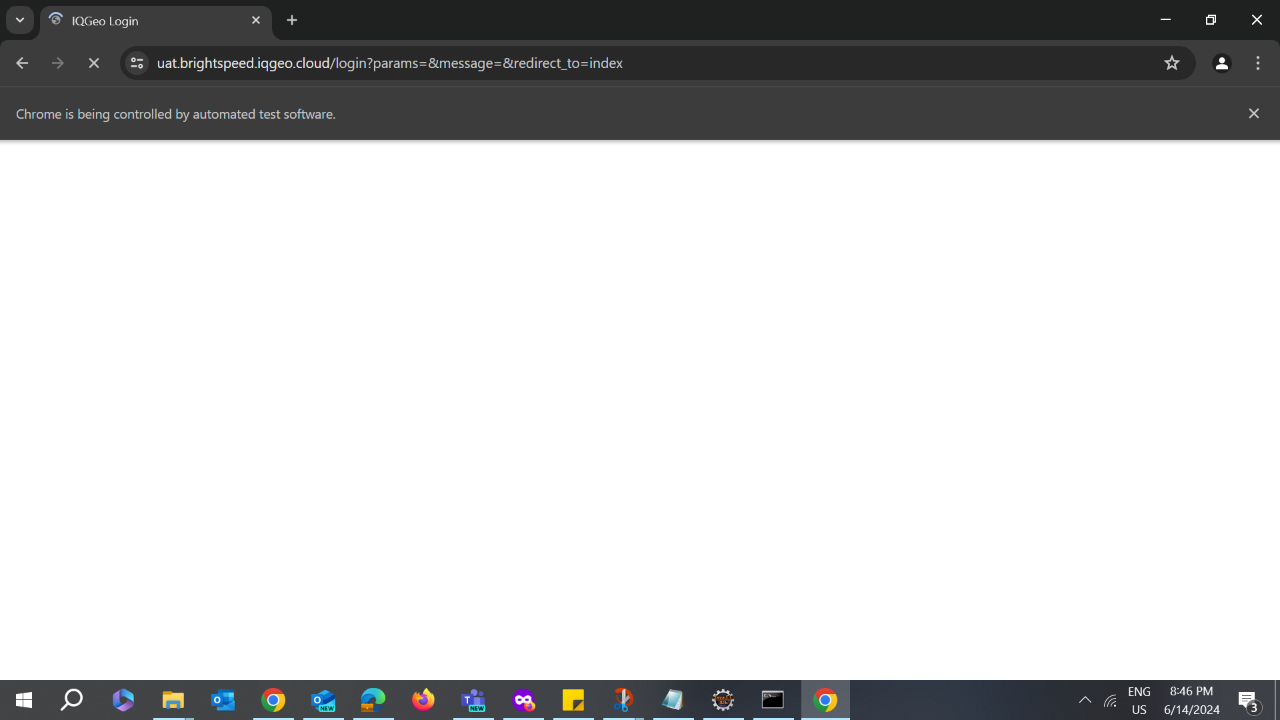 IQGeo Login
uat.brightspeed.iqgeo.cloud/login?params=&message=&redirect_to=index
Chrome is being controlled by automated test software.
NEW
NEW
ENG
US
8:46 PM
6/14/2024
3